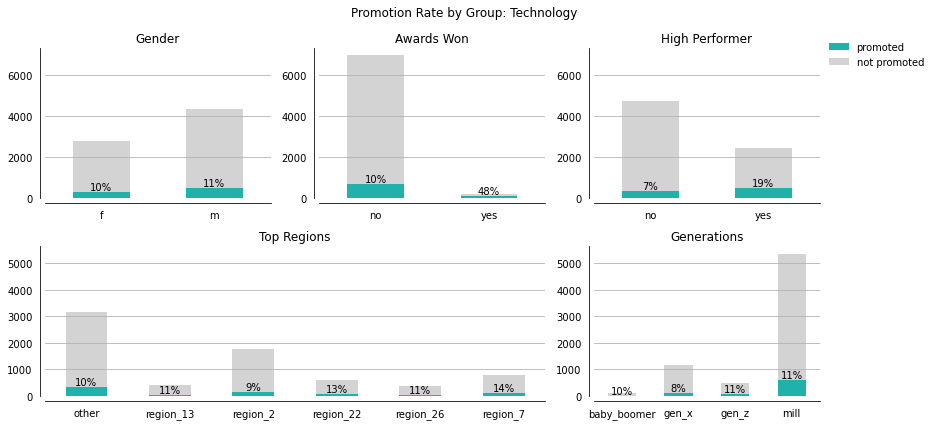 Promotion Rate by Group: Technology
Gender
Awards Won
High Performer
promoted
not promoted
6000
4000
2000
0
10%
11%
f
m
6000
4000
2000
0
10%
48%
no
yes
6000
4000
2000
0
7%
19%
no
yes
Top Regions
Generations
5000
4000
3000
2000
1000
0
10%
11%
9%
13%
11%
14%
other
region_13
region_2
region_22
region_26
region_7
5000
4000
3000
2000
1000
0
10%
8%
11%
11%
baby_boomer
gen_x
gen_z
mill